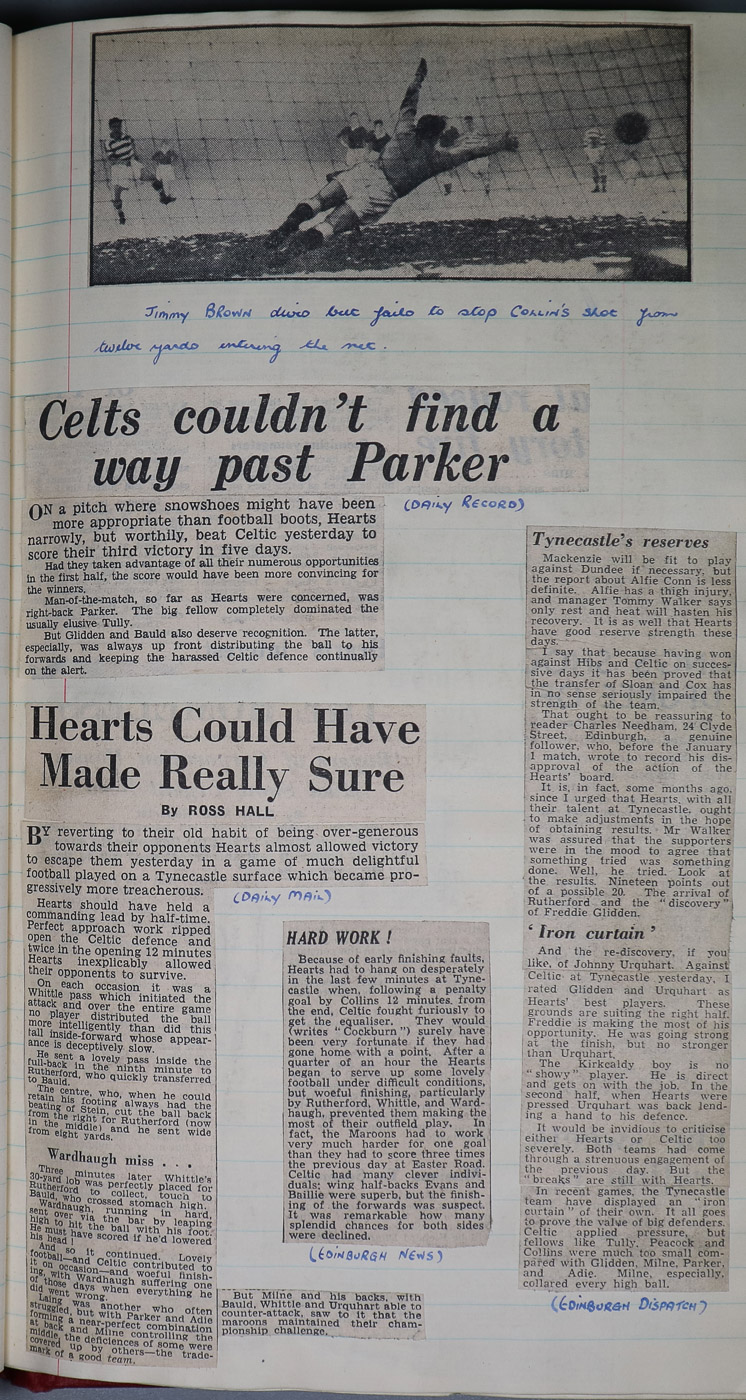 Jimmy BROWN dives but fails to stop COLLIN'S shot from
twelve yards entering the net.
Celts couldn't find a
way past Parker
(DAILY RECORD)
ON a pitch where snowshoes might have been
more appropriate than football boots, Hearts
narrowly, but worthily, beat Celtic yesterday to
score their third victory in five days.
Had they taken advantage of all their numerous opportunities
in the first half, the score would have been more convincing for
the winners.
Man-of-the-match, so far as Hearts were concerned, was
right-back Parker. The big fellow completely dominated the
usually elusive Tully.
But Glidden and Bauld also deserve recognition. The latter,
especially, was always up front distributing the ball to his
forwards and keeping the harassed Celtic defence continually
on the alert.
Hearts Could Have
Made Really Sure
By ROSS HALL
BY reverting to their old habit of being over-generous
towards their opponents Hearts almost allowed victory
to escape them yesterday in a game of much delightful
football played on a Tynecastle surface which became pro-
gressively more treacherous.
(DAILY MAIL)
Hearts should have held a
commanding lead by half-time.
Perfect approach work ripped
open the Celtic defence and
twice in the opening 12 minutes
Hearts inexplicably allowed
their opponents to survive.
On each occasion it was a
Whittle pass which initiated the
attack and over the entire game
no player distributed the ball
more intelligently than did this
tall inside-forward whose appear-
ance is deceptively slow.
He sent a lovely pass inside the
full-back in the ninth minute to
Rutherford, who quickly transferred
to Bauld.
The centre, who, when he could
retain his footing always had the
beating of Stein, cut the ball back
from the right for Rutherford (now
in the middle) and he sent wide
from eight yards.
Wardhaugh miss . . .
Three minutes later Whittle's
30-yard lob was perfectly placed for
Rutherford to collect, touch to
Bauld, who crossed stomach high.
Wardhaugh, running in hard,
sent over via the bar by leaping
high to hit the ball with his foot.
He must have scored if he'd lowered
his head!
And so it continued. Lovely
football—and Celtic contributed to
it on occasion—and woeful finish-
ing, with Wardhaugh suffering one
of those days when everything he
did went wrong.
Laing was another who often
struggled, but with Parker and Adie
forming a near-perfect combination
at back and Milne controlling the
middle, the deficiencies of some were
covered up by others—the trade-
mark of a good team.
But Milne and his backs, with
Bauld, Whittle and Urquhart able to
counter-attack, saw to it that the
maroons maintained their cham-
pionship challenge.
HARD WORK !
Because of early finishing faults,
Hearts had to hang on desperately
in the last few minutes at Tyne-
castle when, following a penalty
goal by Collins 12 minutes from
the end, Celtic fought furiously to
get the equaliser. They would
(writes "Cockburn") surely have
been very fortunate if they had
gone home with a point. After a
quarter of an hour the Hearts
began to serve up some lovely
football under difficult conditions,
but woeful finishing, particularly
by Rutherford, Whittle, and Ward-
haugh, prevented them making the
most of their outfield play. In
fact, the Maroons had to work
very much harder for one goal
than they had to score three times
the previous day at Easter Road.
Celtic had many clever indivi-
duals; wing half-backs Evans and
Baillie were superb, but the finish-
ing of the forwards was suspect.
It was remarkable how many
splendid chances for both sides
were declined.
(EDINBURGH NEWS)
Tynecastle's reserves
Mackenzie will be fit to play
against Dundee if necessary, but
the report about Alfie Conn is less
definite. Alfie has a thigh injury,
and manager Tommy Walker says
only rest and heat will hasten his
recovery. It is as well that Hearts
have good reserve strength these
days.
I say that because having won
against Hibs and Celtic on succes-
sive days it has been proved that
the transfer of Sloan and Cox has
in no sense seriously impaired the
strength of the team.
That ought to be reassuring to
reader Charles Needham, 24 Clyde
Street, Edinburgh, a genuine
follower, who, before the January
1 match, wrote to record his dis-
approval of the action of the
Hearts' board.
It is, in fact, some months ago,
since I urged that Hearts, with all
their talent at Tynecastle, ought
to make adjustments in the hope
of obtaining results. Mr Walker
was assured that the supporters
were in the mood to agree that
something tried was something
done. Well, he tried. Look at
the results. Nineteen points out
of a possible 20. The arrival of
Rutherford and the "discovery"
of Freddie Glidden.
'Iron curtain'
And the re-discovery, if you
like, of Johnny Urquhart. Against
Celtic at Tynecastle yesterday, I
rated Glidden and Urquhart as
Hearts' best players. These
grounds are suiting the right half.
Freddie is making the most of his
opportunity. He was going strong
at the finish, but no stronger
than Urquhart.
The Kirkcaldy boy is no
"showy" player. He is direct
and gets on with the job. In the
second half, when Hearts were
pressed Urquhart was back lend-
ing a hand to his defence.
It would be invidious to criticise
either Hearts or Celtic too
severely. Both teams had come
through a strenuous engagement of
the previous day. But the
"breaks" are still with Hearts.
In recent games, the Tynecastle
team have displayed an "iron
curtain" of their own. It all goes
to prove the value of big defenders.
Celtic applied pressure, but
fellows like Tully, Peacock and
Collins were much too small com-
pared with Glidden, Milne, Parker,
and Adie. Milne, especially,
collared every high ball.
(EDINBURGH DISPATCH)